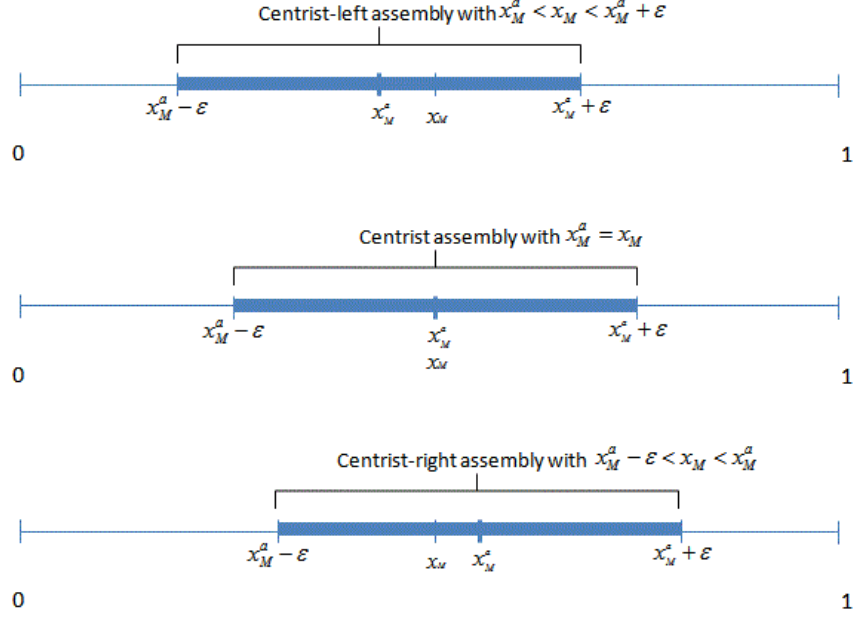 Centrist-left assembly with x_M^a < x_M < x_M^a + ε
x_M^a − ε x_M^a x_M x_M^a + ε
0 1
Centrist assembly with x_M^a = x_M
x_M^a − ε x_M^a x_M^a + ε
x_M
0 1
Centrist-right assembly with x_M^a − ε < x_M < x_M^a
x_M^a − ε x_M x_M^a x_M^a + ε
0 1